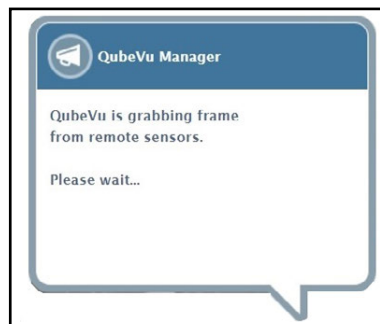 QubeVu Manager
QubeVu is grabbing frame
from remote sensors.
Please wait...